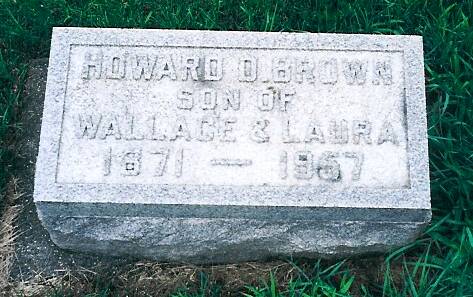 HOWARD O. BROWN
SON OF
WALLACE & LAURA
1871 — 1957